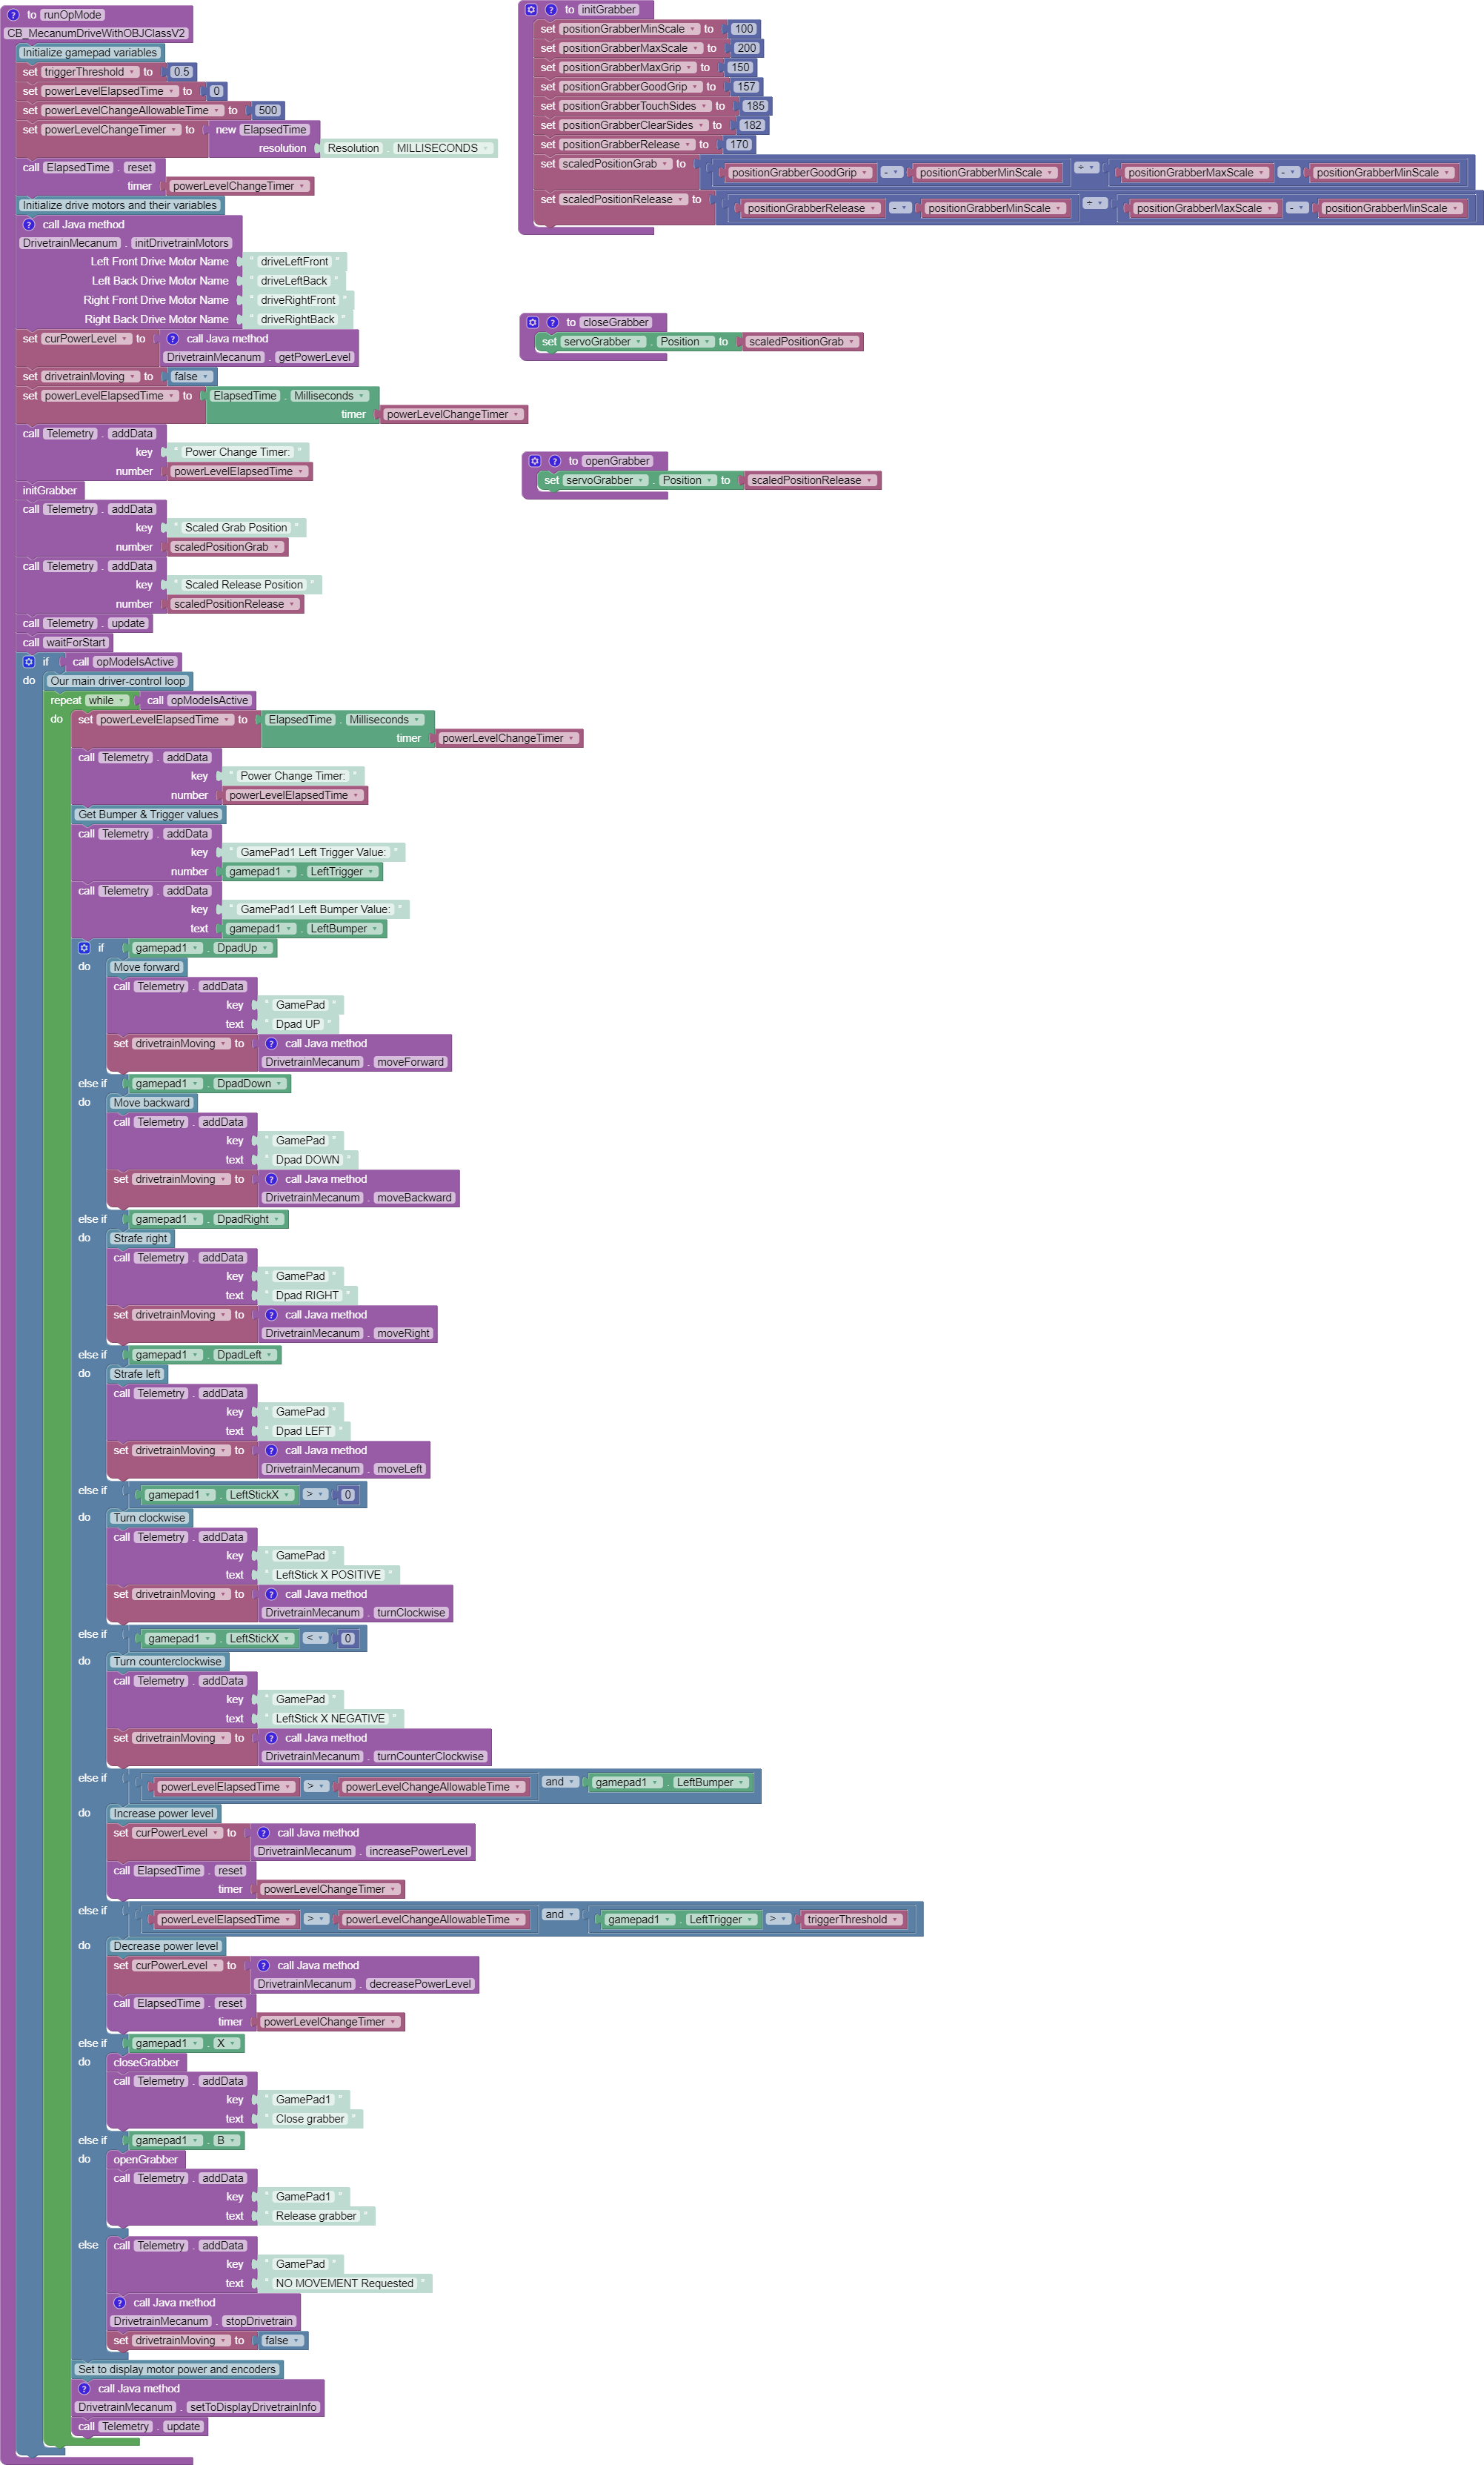 to runOpMode
CB_MecanumDriveWithOBJClassV2
Initialize gamepad variables
set triggerThreshold to 0.5
set powerLevelElapsedTime to 0
set powerLevelChangeAllowableTime to 500
set powerLevelChangeTimer to new ElapsedTime
resolution Resolution . MILLISECONDS
call ElapsedTime . reset
timer powerLevelChangeTimer
Initialize drive motors and their variables
call Java method
DrivetrainMecanum . initDrivetrainMotors
Left Front Drive Motor Name " driveLeftFront "
Left Back Drive Motor Name " driveLeftBack "
Right Front Drive Motor Name " driveRightFront "
Right Back Drive Motor Name " driveRightBack "
set curPowerLevel to call Java method
DrivetrainMecanum . getPowerLevel
set drivetrainMoving to false
set powerLevelElapsedTime to ElapsedTime . Milliseconds
timer powerLevelChangeTimer
call Telemetry . addData
key " Power Change Timer: "
number powerLevelElapsedTime
initGrabber
call Telemetry . addData
key " Scaled Grab Position "
number scaledPositionGrab
call Telemetry . addData
key " Scaled Release Position "
number scaledPositionRelease
call Telemetry . update
call waitForStart
if call opModeIsActive
do Our main driver-control loop
repeat while call opModeIsActive
do set powerLevelElapsedTime to ElapsedTime . Milliseconds
timer powerLevelChangeTimer
call Telemetry . addData
key " Power Change Timer: "
number powerLevelElapsedTime
Get Bumper & Trigger values
call Telemetry . addData
key " GamePad1 Left Trigger Value: "
number gamepad1 . LeftTrigger
call Telemetry . addData
key " GamePad1 Left Bumper Value: "
text gamepad1 . LeftBumper
if gamepad1 . DpadUp
do Move forward
call Telemetry . addData
key " GamePad "
text " Dpad UP "
set drivetrainMoving to call Java method
DrivetrainMecanum . moveForward
else if gamepad1 . DpadDown
do Move backward
call Telemetry . addData
key " GamePad "
text " Dpad DOWN "
set drivetrainMoving to call Java method
DrivetrainMecanum . moveBackward
else if gamepad1 . DpadRight
do Strafe right
call Telemetry . addData
key " GamePad "
text " Dpad RIGHT "
set drivetrainMoving to call Java method
DrivetrainMecanum . moveRight
else if gamepad1 . DpadLeft
do Strafe left
call Telemetry . addData
key " GamePad "
text " Dpad LEFT "
set drivetrainMoving to call Java method
DrivetrainMecanum . moveLeft
else if gamepad1 . LeftStickX > 0
do Turn clockwise
call Telemetry . addData
key " GamePad "
text " LeftStick X POSITIVE "
set drivetrainMoving to call Java method
DrivetrainMecanum . turnClockwise
else if gamepad1 . LeftStickX < 0
do Turn counterclockwise
call Telemetry . addData
key " GamePad "
text " LeftStick X NEGATIVE "
set drivetrainMoving to call Java method
DrivetrainMecanum . turnCounterClockwise
else if powerLevelElapsedTime > powerLevelChangeAllowableTime and gamepad1 . LeftBumper
do Increase power level
set curPowerLevel to call Java method
DrivetrainMecanum . increasePowerLevel
call ElapsedTime . reset
timer powerLevelChangeTimer
else if powerLevelElapsedTime > powerLevelChangeAllowableTime and gamepad1 . LeftTrigger > triggerThreshold
do Decrease power level
set curPowerLevel to call Java method
DrivetrainMecanum . decreasePowerLevel
call ElapsedTime . reset
timer powerLevelChangeTimer
else if gamepad1 . X
do closeGrabber
call Telemetry . addData
key " GamePad1 "
text " Close grabber "
else if gamepad1 . B
do openGrabber
call Telemetry . addData
key " GamePad1 "
text " Release grabber "
else call Telemetry . addData
key " GamePad "
text " NO MOVEMENT Requested "
call Java method
DrivetrainMecanum . stopDrivetrain
set drivetrainMoving to false
Set to display motor power and encoders
call Java method
DrivetrainMecanum . setToDisplayDrivetrainInfo
call Telemetry . update
to initGrabber
set positionGrabberMinScale to 100
set positionGrabberMaxScale to 200
set positionGrabberMaxGrip to 150
set positionGrabberGoodGrip to 157
set positionGrabberTouchSides to 185
set positionGrabberClearSides to 182
set positionGrabberRelease to 170
set scaledPositionGrab to positionGrabberGoodGrip - positionGrabberMinScale ÷ positionGrabberMaxScale - positionGrabberMinScale
set scaledPositionRelease to positionGrabberRelease - positionGrabberMinScale ÷ positionGrabberMaxScale - positionGrabberMinScale
to closeGrabber
set servoGrabber . Position to scaledPositionGrab
to openGrabber
set servoGrabber . Position to scaledPositionRelease